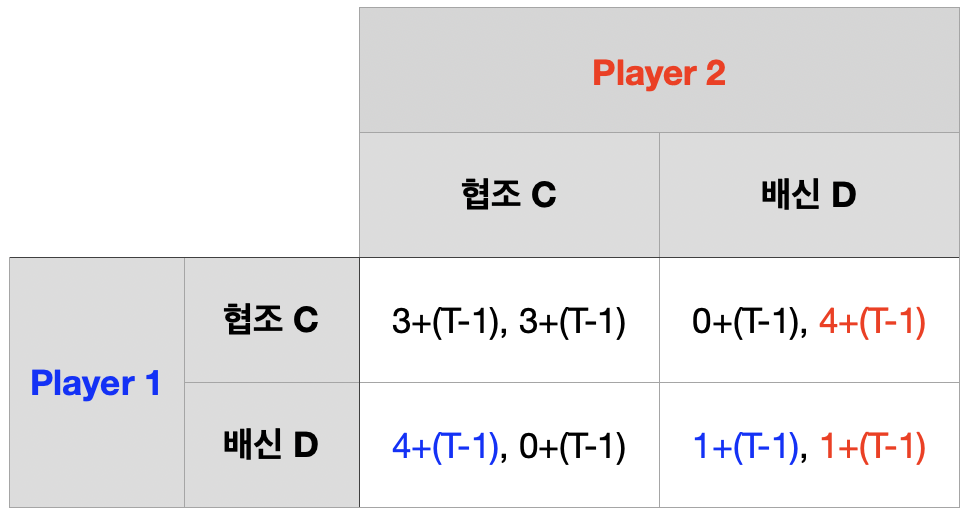 Player 2
협조 C
배신 D
Player 1
협조 C
3+(T-1), 3+(T-1)
0+(T-1), 4+(T-1)
배신 D
4+(T-1), 0+(T-1)
1+(T-1), 1+(T-1)